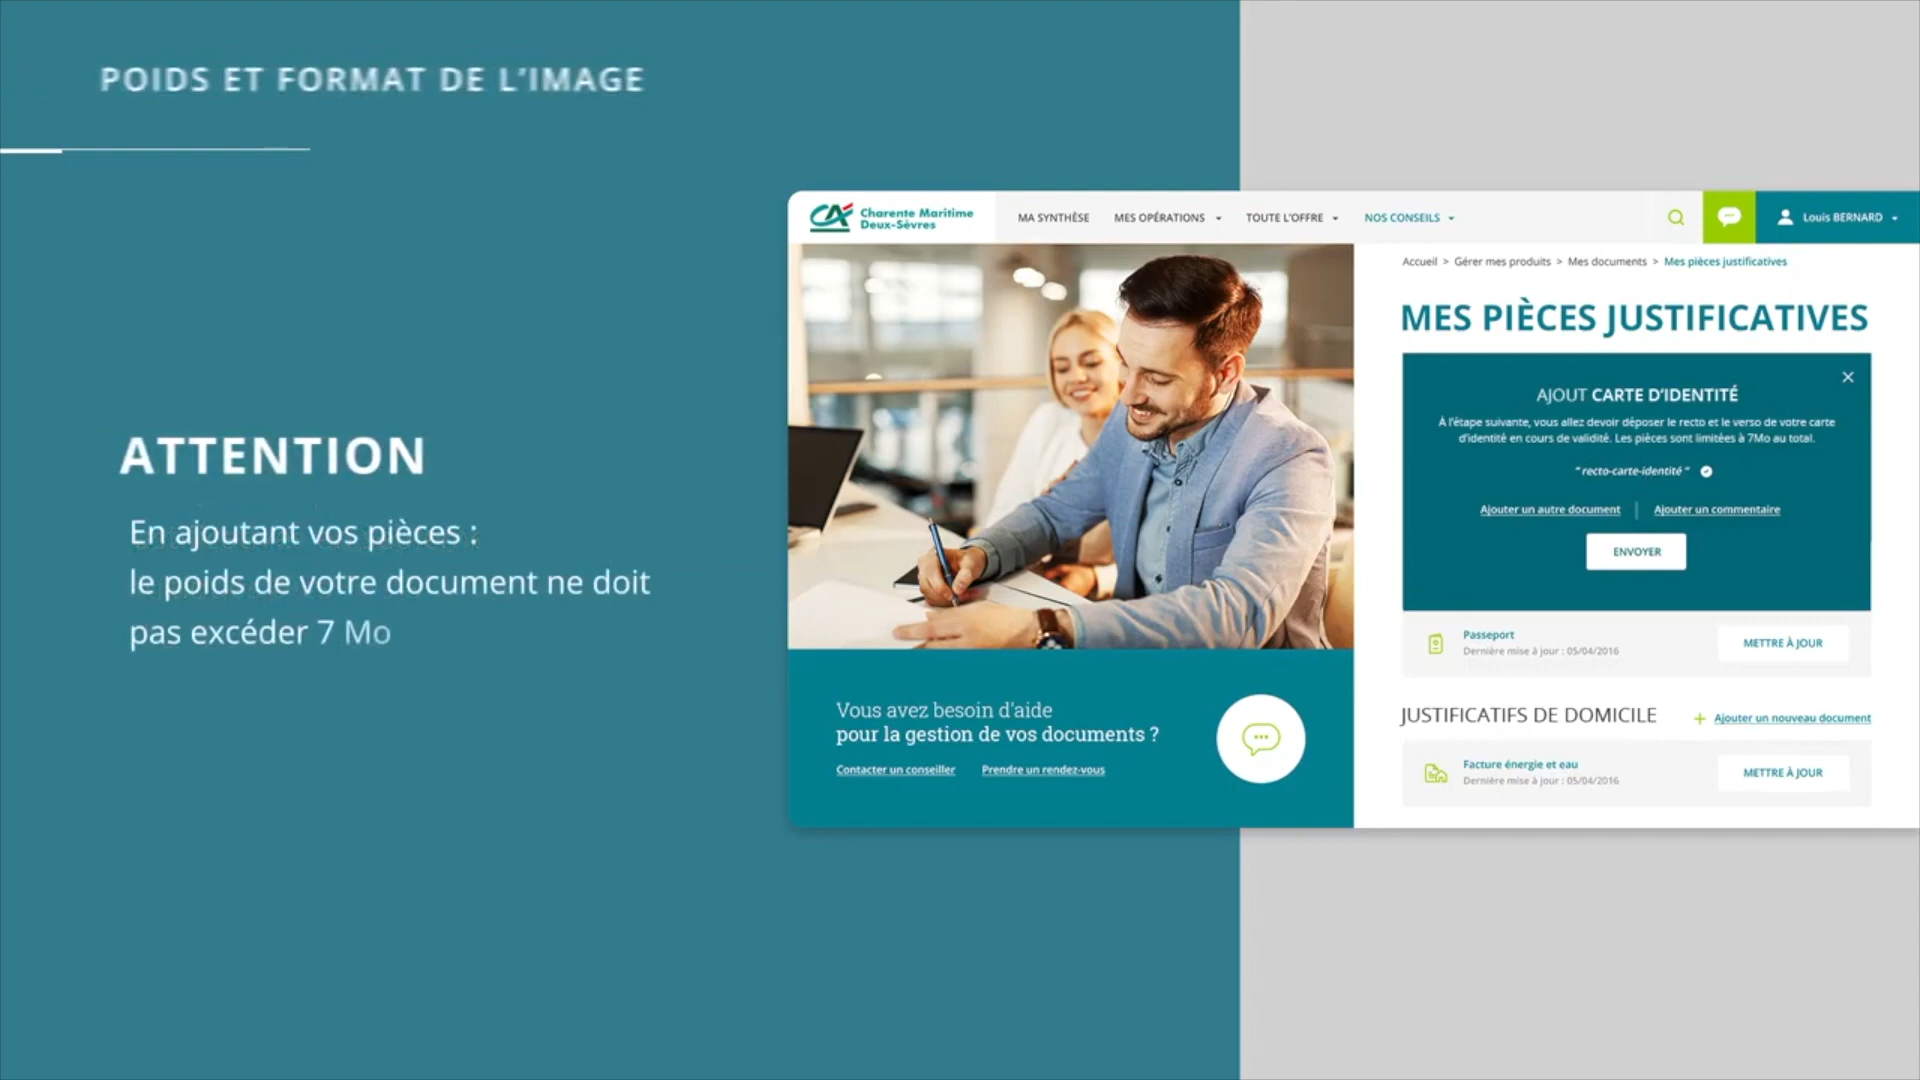 POIDS ET FORMAT DE L'IMAGE
ATTENTION
En ajoutant vos pièces :
le poids de votre document ne doit
pas excéder 7 Mo
Charente Maritime
Deux-Sèvres
MA SYNTHÈSE
MES OPÉRATIONS
TOUTE L'OFFRE
NOS CONSEILS
Louis BERNARD
Accueil > Gérer mes produits > Mes documents > Mes pièces justificatives
MES PIÈCES JUSTIFICATIVES
AJOUT CARTE D'IDENTITÉ
À l'étape suivante, vous allez devoir déposer le recto et le verso de votre carte
d'identité en cours de validité. Les pièces sont limitées à 7Mo au total.
" recto-carte-identité "
Ajouter un autre document | Ajouter un commentaire
ENVOYER
Passeport
Dernière mise à jour : 05/04/2016
METTRE À JOUR
JUSTIFICATIFS DE DOMICILE
+ Ajouter un nouveau document
Facture énergie et eau
Dernière mise à jour : 05/04/2016
METTRE À JOUR
Vous avez besoin d'aide
pour la gestion de vos documents ?
Contacter un conseiller
Prendre un rendez-vous